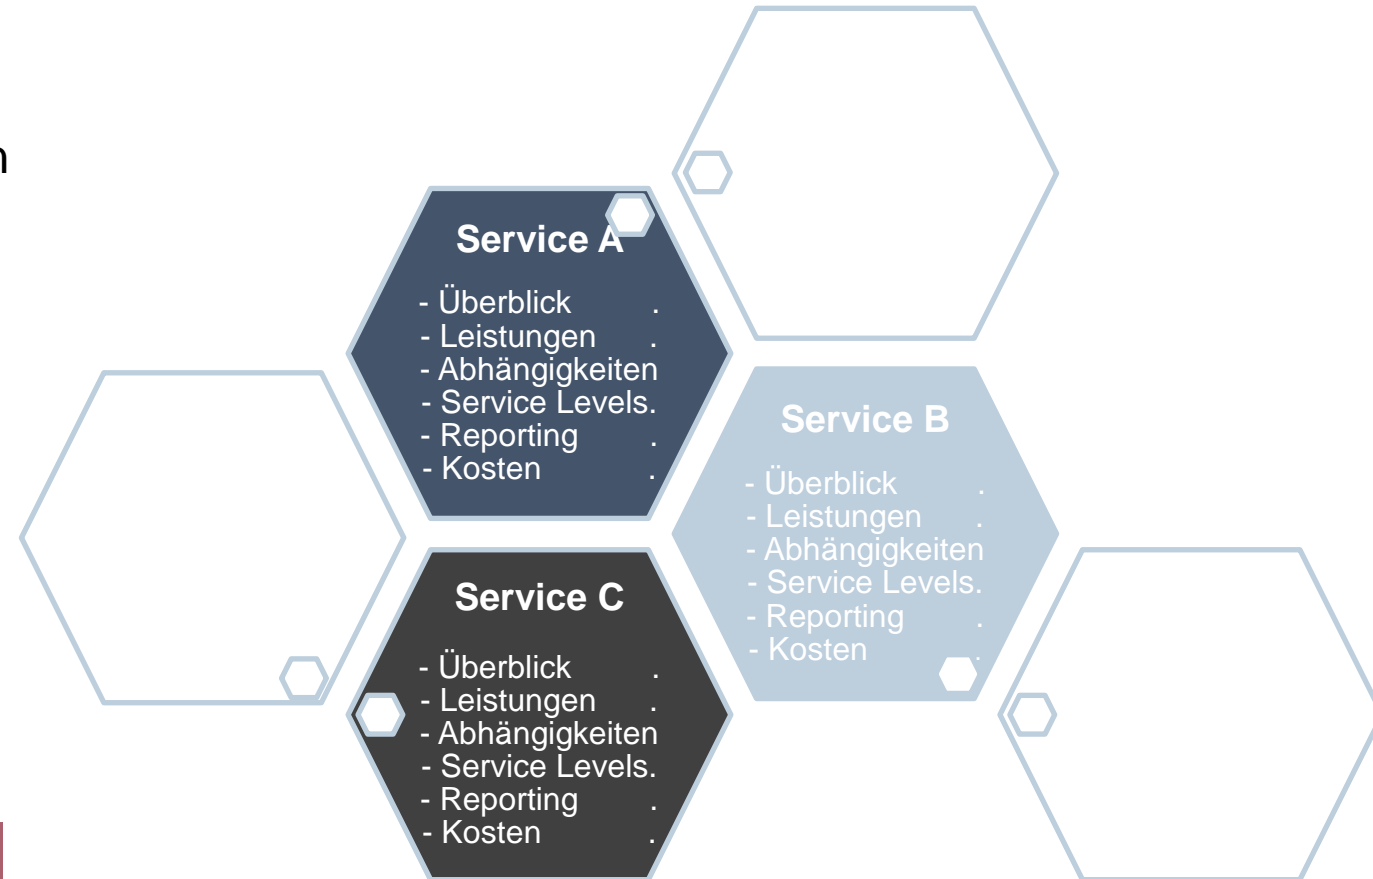 n
Service A
- Überblick .
- Leistungen .
- Abhängigkeiten
- Service Levels.
- Reporting .
- Kosten .
Service B
- Überblick .
- Leistungen .
- Abhängigkeiten
- Service Levels.
- Reporting .
- Kosten .
Service C
- Überblick .
- Leistungen .
- Abhängigkeiten
- Service Levels.
- Reporting .
- Kosten .